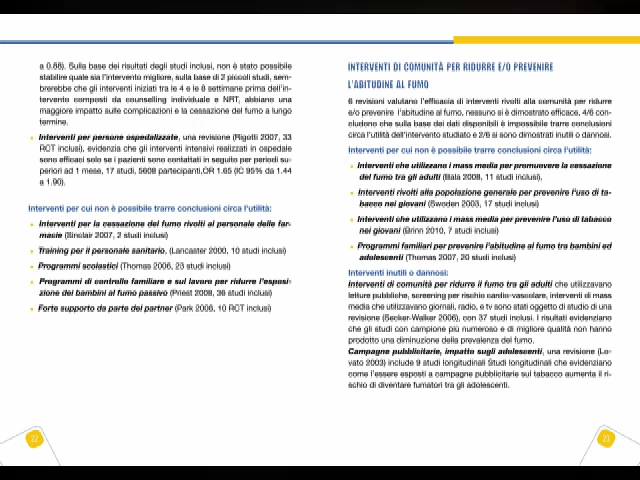 a 0.88). Sulla base dei risultati degli studi inclusi, non è stato possibile
stabilire quale sia l'intervento migliore, sulla base di 2 piccoli studi, sem-
brerebbe che gli interventi iniziati tra le 4 e le 8 settimane prima dell'in-
tervento composti da counselling individuale e NRT, abbiano una
maggiore impatto sulle complicazioni e la cessazione del fumo a lungo
termine.
Interventi per persone ospedalizzate, una revisione (Rigotti 2007, 33
RCT inclusi), evidenzia che gli interventi intensivi realizzati in ospedale
sono efficaci solo se i pazienti sono contattati in seguito per periodi su-
periori ad 1 mese, 17 studi, 5608 partecipanti,OR 1.65 (IC 95% da 1.44
a 1.90).
Interventi per cui non è possibile trarre conclusioni circa l'utilità:
Interventi per la cessazione del fumo rivolti al personale delle far-
macie (Sinclair 2007, 2 studi inclusi)
Training per il personale sanitario, (Lancaster 2000, 10 studi inclusi)
Programmi scolastici (Thomas 2006, 23 studi inclusi)
Programmi di controllo familiare e sul lavoro per ridurre l'esposi-
zione dei bambini al fumo passivo (Priest 2008, 36 studi inclusi)
Forte supporto da parte del partner (Park 2008, 10 RCT inclusi)
22
INTERVENTI DI COMUNITÀ PER RIDURRE E/O PREVENIRE
L'ABITUDINE AL FUMO
6 revisioni valutano l'efficacia di interventi rivolti alla comunità per ridurre
e/o prevenire l'abitudine al fumo, nessuno si è dimostrato efficace, 4/6 con-
cludono che sulla base dei dati disponibili è impossibile trarre conclusioni
circa l'utilità dell'intervento studiato e 2/6 si sono dimostrati inutili o dannosi.
Interventi per cui non è possibile trarre conclusioni circa l'utilità:
Interventi che utilizzano i mass media per promuovere la cessazione
del fumo tra gli adulti (Bala 2008, 11 studi inclusi),
Interventi rivolti alla popolazione generale per prevenire l'uso di ta-
bacco nei giovani (Sowden 2003, 17 studi inclusi)
Interventi che utilizzano i mass media per prevenire l'uso di tabacco
nei giovani (Brinn 2010, 7 studi inclusi)
Programmi familiari per prevenire l'abitudine al fumo tra bambini ed
adolescenti (Thomas 2007, 20 studi inclusi)
Interventi inutili o dannosi:
Interventi di comunità per ridurre il fumo tra gli adulti che utilizzavano
letture pubbliche, screening per rischio cardio-vascolare, interventi di mass
media che utilizzavano giornali, radio, e tv sono stati oggetto di studio di una
revisione (Secker-Walker 2006), con 37 studi inclusi. I risultati evidenziano
che gli studi con campione più numeroso e di migliore qualità non hanno
prodotto una diminuzione della prevalenza del fumo.
Campagne pubblicitarie, impatto sugli adolescenti, una revisione (Lo-
vato 2003) include 9 studi longitudinali Studi longitudinali che evidenziano
come l'essere esposti a campagne pubblicitarie sul tabacco aumenta il ri-
schio di diventare fumatori tra gli adolescenti.
23